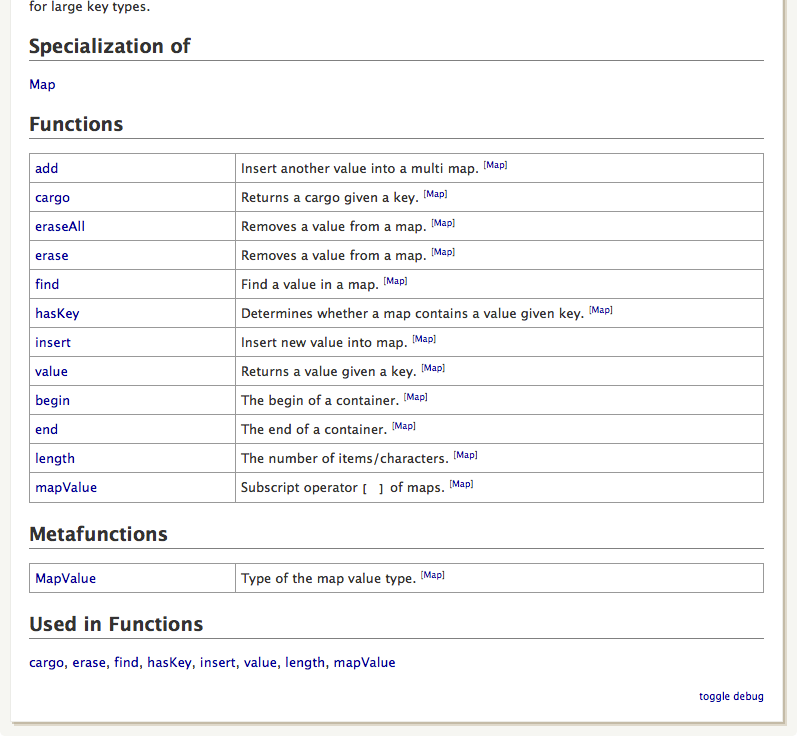 for large key types.
Specialization of
Map
Functions
add Insert another value into a multi map. [Map]
cargo Returns a cargo given a key. [Map]
eraseAll Removes a value from a map. [Map]
erase Removes a value from a map. [Map]
find Find a value in a map. [Map]
hasKey Determines whether a map contains a value given key. [Map]
insert Insert new value into map. [Map]
value Returns a value given a key. [Map]
begin The begin of a container. [Map]
end The end of a container. [Map]
length The number of items/characters. [Map]
mapValue Subscript operator [ ] of maps. [Map]
Metafunctions
MapValue Type of the map value type. [Map]
Used in Functions
cargo, erase, find, hasKey, insert, value, length, mapValue
toggle debug